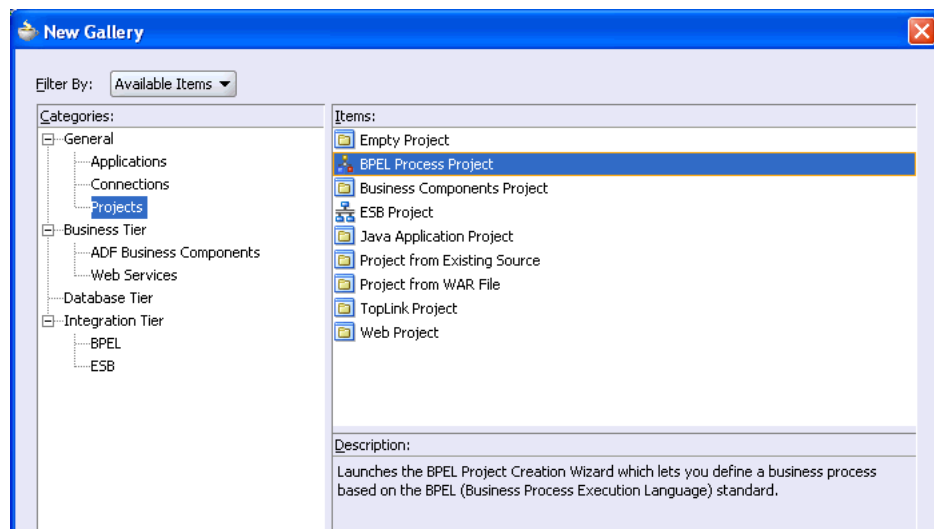 New Gallery
Filter By: Available Items
Categories:
General
Applications
Connections
Projects
Business Tier
ADF Business Components
Web Services
Database Tier
Integration Tier
BPEL
ESB
Items:
Empty Project
BPEL Process Project
Business Components Project
ESB Project
Java Application Project
Project from Existing Source
Project from WAR File
TopLink Project
Web Project
Description:
Launches the BPEL Project Creation Wizard which lets you define a business process
based on the BPEL (Business Process Execution Language) standard.